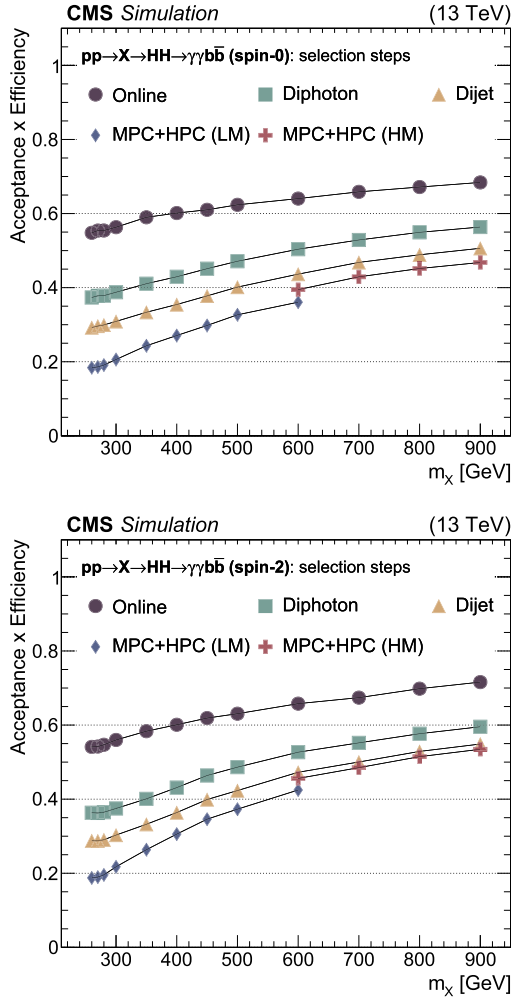 CMS Simulation (13 TeV)
pp→X→HH→γγbb̅ (spin-0): selection steps
Online Diphoton Dijet
MPC+HPC (LM) MPC+HPC (HM)
Acceptance x Efficiency
1
0.8
0.6
0.4
0.2
0
300 400 500 600 700 800 900
m_X [GeV]
CMS Simulation (13 TeV)
pp→X→HH→γγbb̅ (spin-2): selection steps
Online Diphoton Dijet
MPC+HPC (LM) MPC+HPC (HM)
Acceptance x Efficiency
1
0.8
0.6
0.4
0.2
0
300 400 500 600 700 800 900
m_X [GeV]